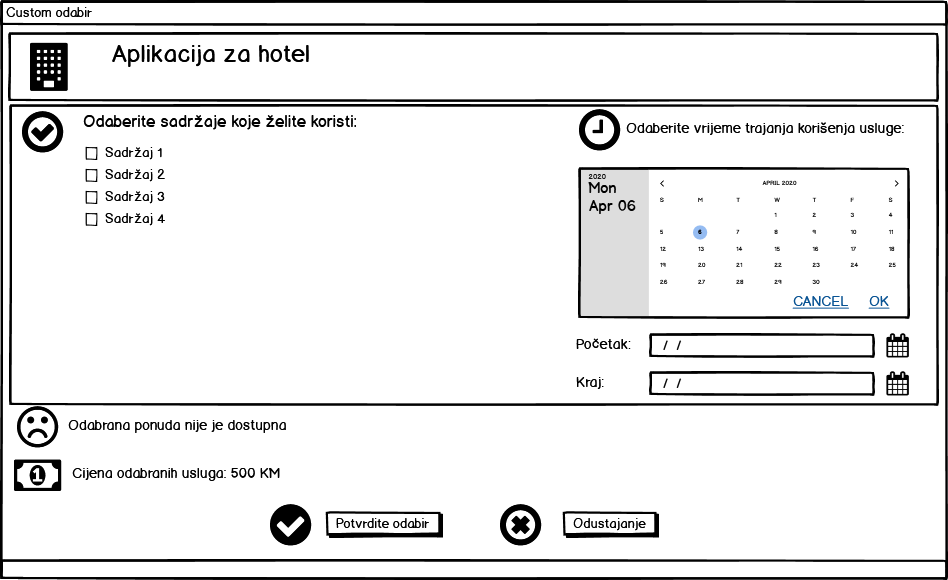 Custom odabir
Aplikacija za hotel
Odaberite sadržaje koje želite koristi:
Sadržaj 1
Sadržaj 2
Sadržaj 3
Sadržaj 4
Odaberite vrijeme trajanja korišenja usluge:
2020
Mon
Apr 06
< APRIL 2020 >
S M T W T F S
1 2 3 4
5 6 7 8 9 10 11
12 13 14 15 16 17 18
19 20 21 22 23 24 25
26 27 28 29 30
CANCEL OK
Početak: / /
Kraj: / /
Odabrana ponuda nije je dostupna
1
Cijena odabranih usluga: 500 KM
Potvrdite odabir
Odustajanje